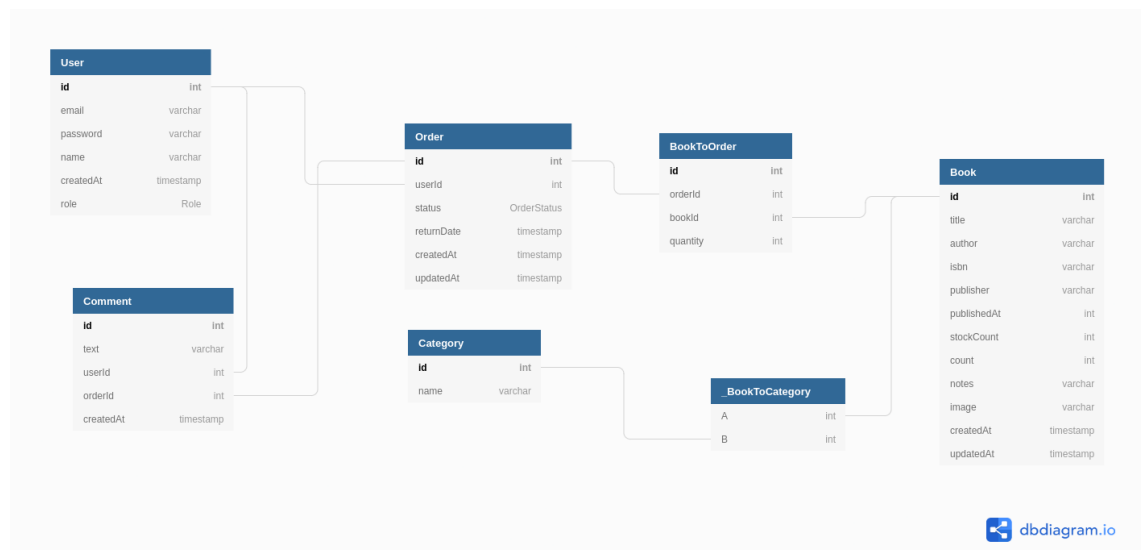 User
id int
email varchar
password varchar
name varchar
createdAt timestamp
role Role
Order
id int
userId int
status OrderStatus
returnDate timestamp
createdAt timestamp
updatedAt timestamp
BookToOrder
id int
orderId int
bookId int
quantity int
Book
id int
title varchar
author varchar
isbn varchar
publisher varchar
publishedAt int
stockCount int
count int
notes varchar
image varchar
createdAt timestamp
updatedAt timestamp
Comment
id int
text varchar
userId int
orderId int
createdAt timestamp
Category
id int
name varchar
_BookToCategory
A int
B int
dbdiagram.io